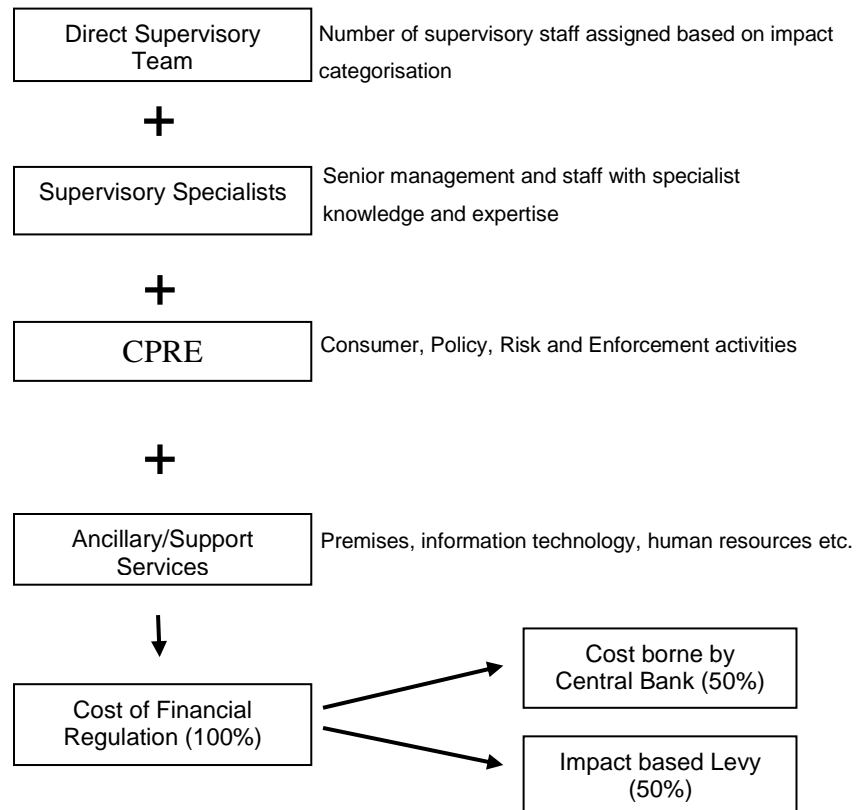 Direct Supervisory
Team
Number of supervisory staff assigned based on impact
categorisation
+
Supervisory Specialists
Senior management and staff with specialist
knowledge and expertise
+
CPRE
Consumer, Policy, Risk and Enforcement activities
+
Ancillary/Support
Services
Premises, information technology, human resources etc.
Cost of Financial
Regulation (100%)
Cost borne by
Central Bank (50%)
Impact based Levy
(50%)